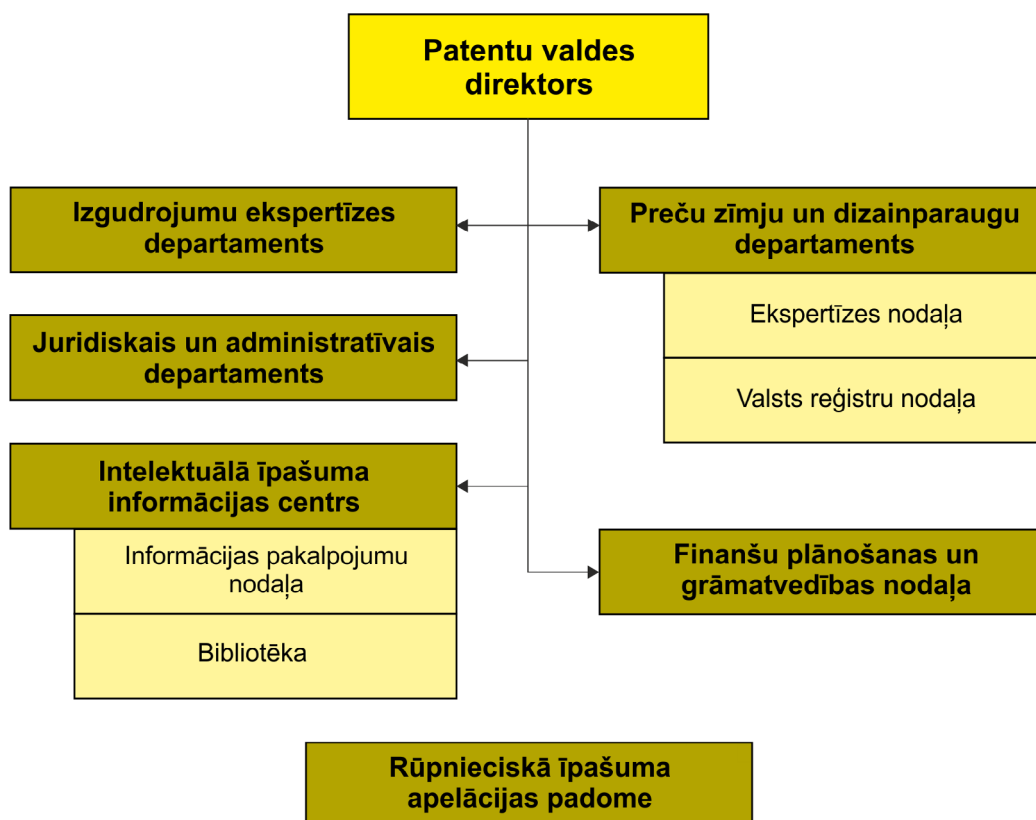 Patentu valdes
direktors
Izgudrojumu ekspertīzes
departaments
Preču zīmju un dizainparaugu
departaments
Ekspertīzes nodaļa
Valsts reģistru nodaļa
Juridiskais un administratīvais
departaments
Intelektuālā īpašuma
informācijas centrs
Informācijas pakalpojumu
nodaļa
Bibliotēka
Finanšu plānošanas un
grāmatvedības nodaļa
Rūpnieciskā īpašuma
apelācijas padome